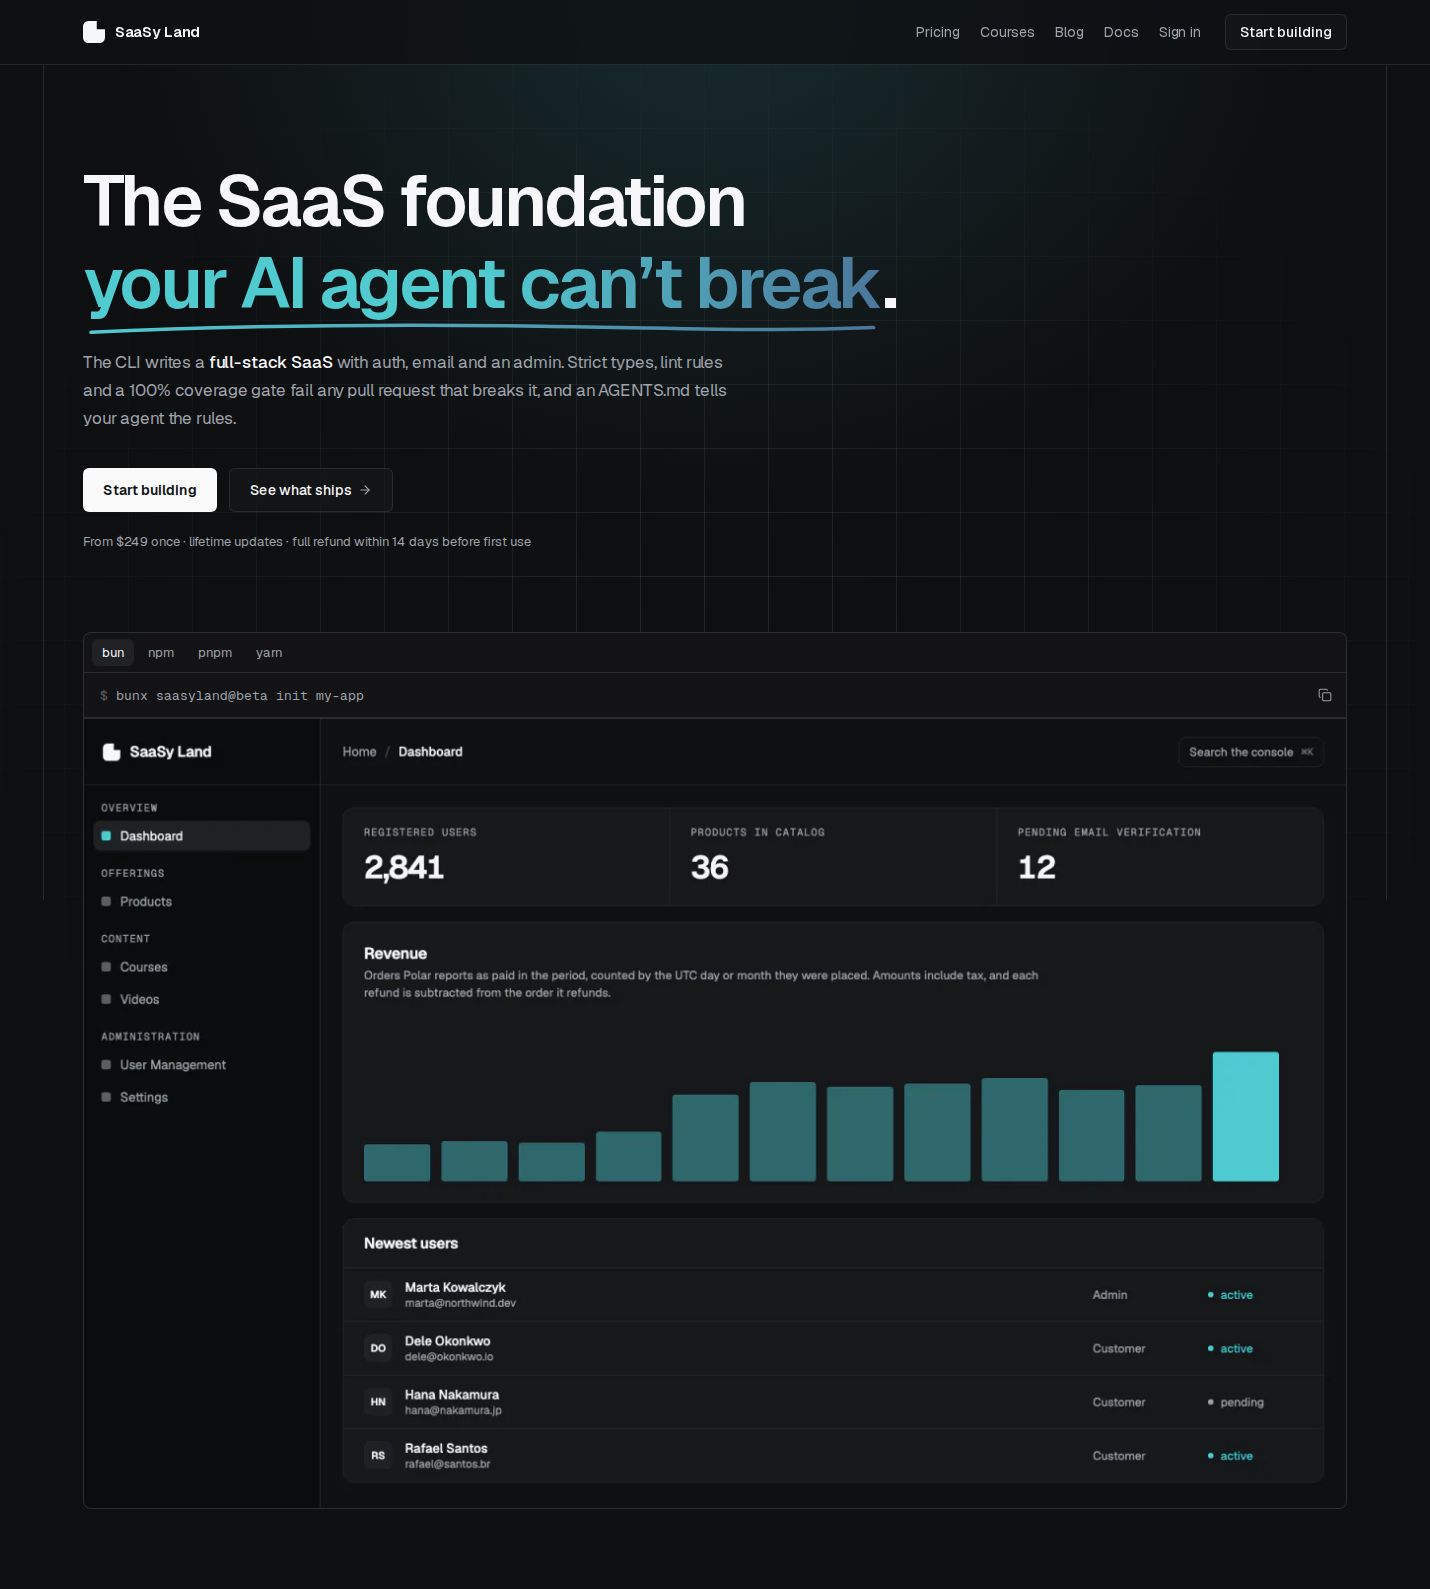 SaaSy Land
Pricing Courses Blog Docs Sign in Start building
The SaaS foundation
your AI agent can’t break.
The CLI writes a full-stack SaaS with auth, email and an admin. Strict types, lint rules
and a 100% coverage gate fail any pull request that breaks it, and an AGENTS.md tells
your agent the rules.
Start building See what ships →
From $249 once · lifetime updates · full refund within 14 days before first use
bun npm pnpm yarn
$ bunx saasyland@beta init my-app
SaaSy Land
Home / Dashboard
Search the console ⌘K
OVERVIEW
Dashboard
OFFERINGS
Products
CONTENT
Courses
Videos
ADMINISTRATION
User Management
Settings
REGISTERED USERS
2,841
PRODUCTS IN CATALOG
36
PENDING EMAIL VERIFICATION
12
Revenue
Orders Polar reports as paid in the period, counted by the UTC day or month they were placed. Amounts include tax, and each
refund is subtracted from the order it refunds.
Newest users
MK Marta Kowalczyk
marta@northwind.dev
Admin active
DO Dele Okonkwo
dele@okonkwo.io
Customer active
HN Hana Nakamura
hana@nakamura.jp
Customer pending
RS Rafael Santos
rafael@santos.br
Customer active